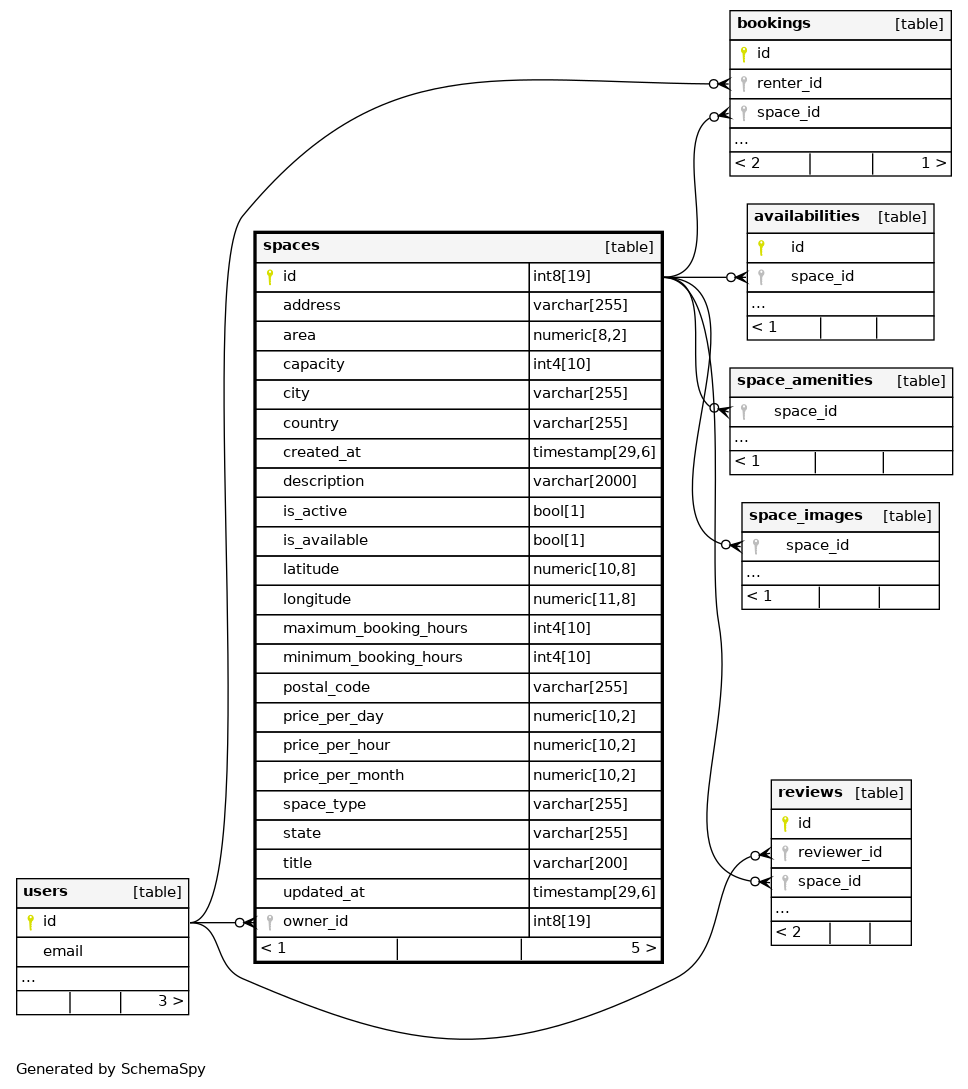 bookings [table]
id
renter_id
space_id
...
< 2 1 >
availabilities [table]
id
space_id
...
< 1
space_amenities [table]
space_id
...
< 1
space_images [table]
space_id
...
< 1
reviews [table]
id
reviewer_id
space_id
...
< 2
spaces [table]
id int8[19]
address varchar[255]
area numeric[8,2]
capacity int4[10]
city varchar[255]
country varchar[255]
created_at timestamp[29,6]
description varchar[2000]
is_active bool[1]
is_available bool[1]
latitude numeric[10,8]
longitude numeric[11,8]
maximum_booking_hours int4[10]
minimum_booking_hours int4[10]
postal_code varchar[255]
price_per_day numeric[10,2]
price_per_hour numeric[10,2]
price_per_month numeric[10,2]
space_type varchar[255]
state varchar[255]
title varchar[200]
updated_at timestamp[29,6]
owner_id int8[19]
< 1 5 >
users [table]
id
email
...
3 >
Generated by SchemaSpy